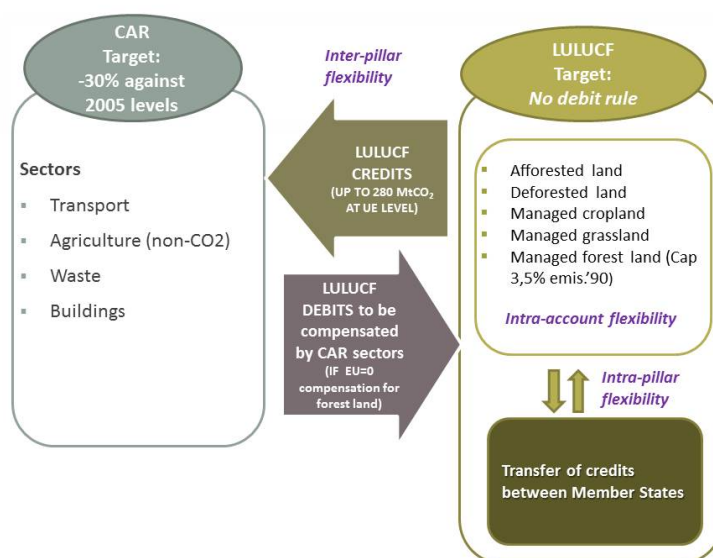 CAR
Target:
-30% against
2005 levels
Sectors
▪ Transport
▪ Agriculture (non-CO2)
▪ Waste
▪ Buildings
Inter-pillar
flexibility
LULUCF
CREDITS
(UP TO 280 MtCO₂
AT UE LEVEL)
LULUCF
DEBITS to be
compensated
by CAR sectors
(IF EU=0
compensation for
forest land)
LULUCF
Target:
No debit rule
▪ Afforested land
▪ Deforested land
▪ Managed cropland
▪ Managed grassland
▪ Managed forest land (Cap
3,5% emis.’90)
Intra-account flexibility
Intra-pillar
flexibility
Transfer of credits
between Member States